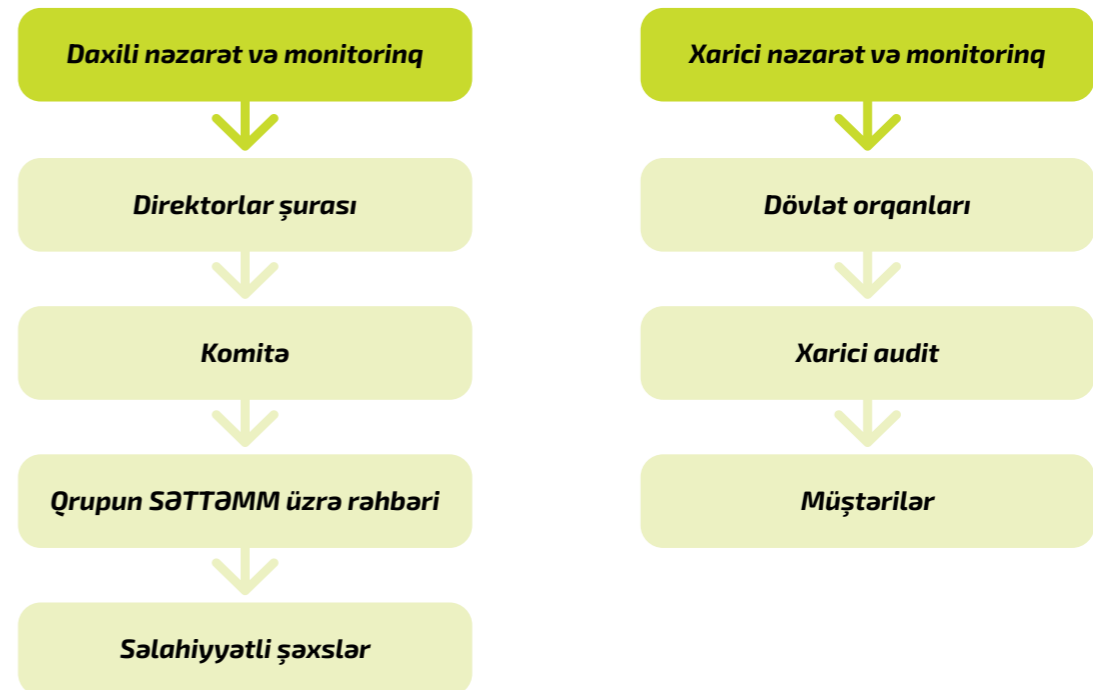 Daxili nəzarət və monitorinq
Direktorlar şurası
Komitə
Qrupun SƏTTƏMM üzrə rəhbəri
Səlahiyyətli şəxslər
Xarici nəzarət və monitorinq
Dövlət orqanları
Xarici audit
Müştərilər